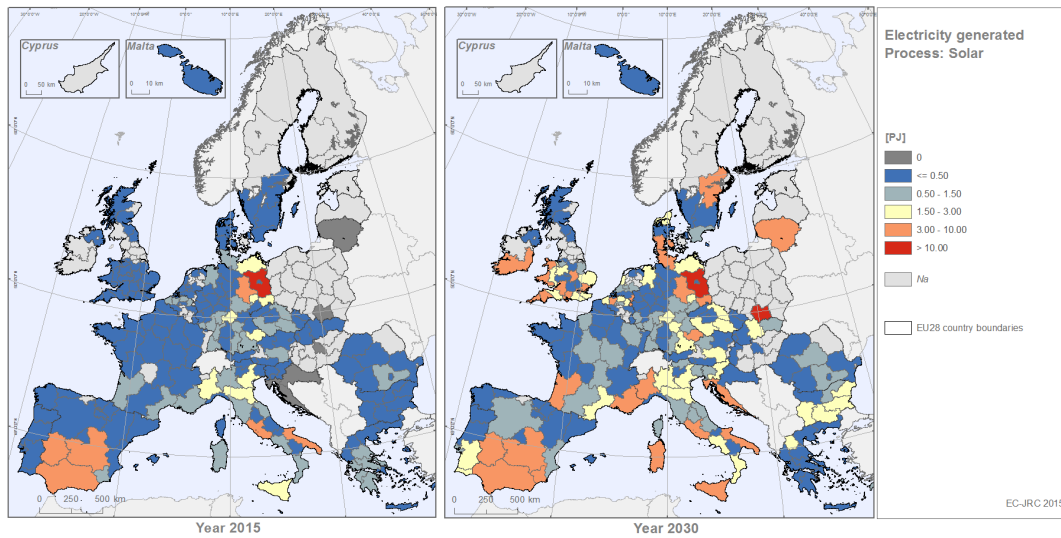 Cyprus
Malta
0 50 km
0 10 km
0 250 500 km
Year 2015
Cyprus
Malta
0 50 km
0 10 km
0 250 500 km
Year 2030
Electricity generated
Process: Solar
[PJ]
0
<= 0.50
0.50 - 1.50
1.50 - 3.00
3.00 - 10.00
> 10.00
Na
EU28 country boundaries
EC-JRC 2015